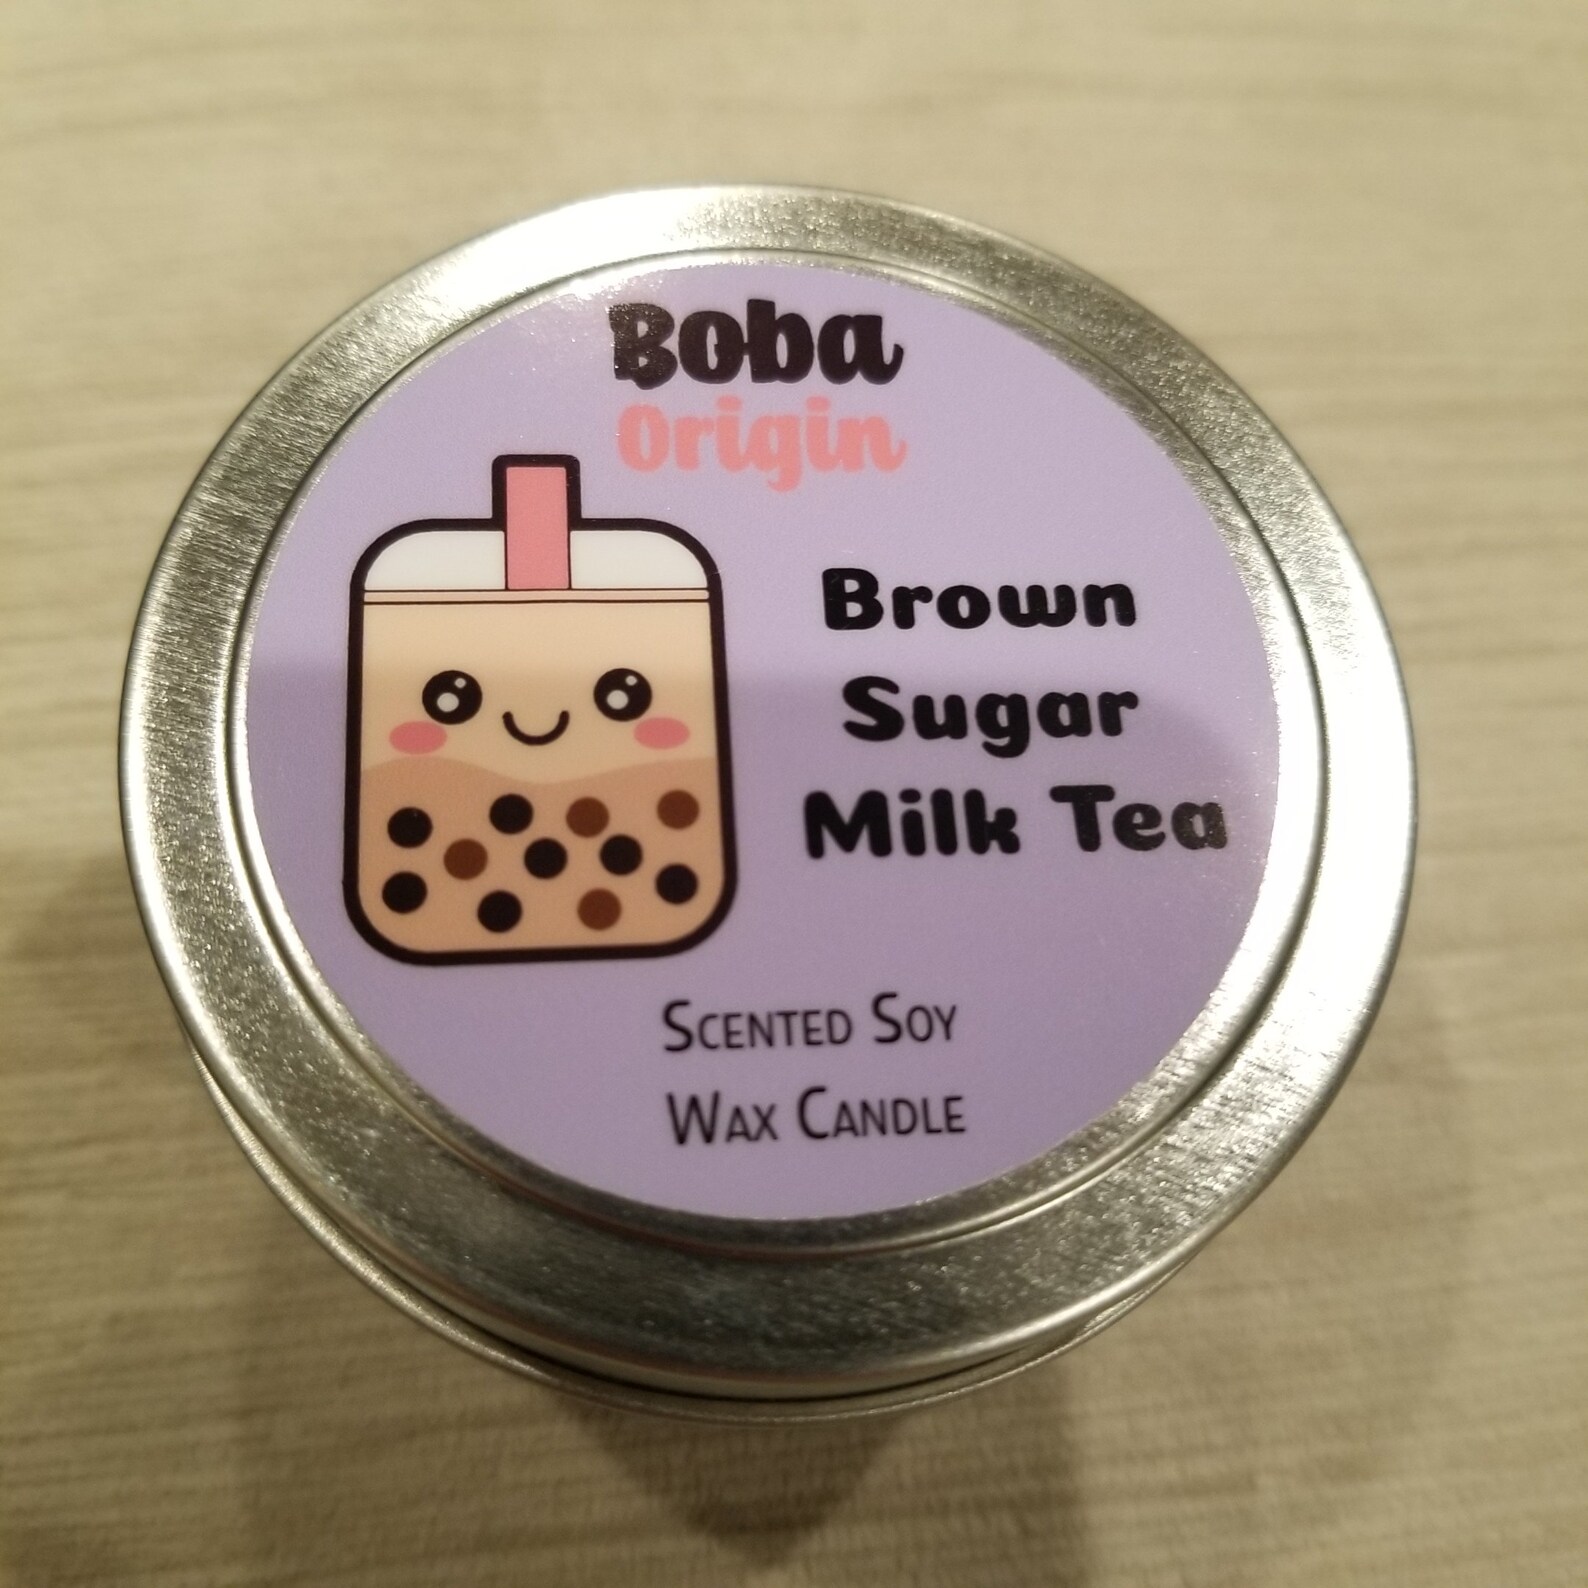 Boba
Origin
Brown
Sugar
Milk Tea
Scented Soy
Wax Candle